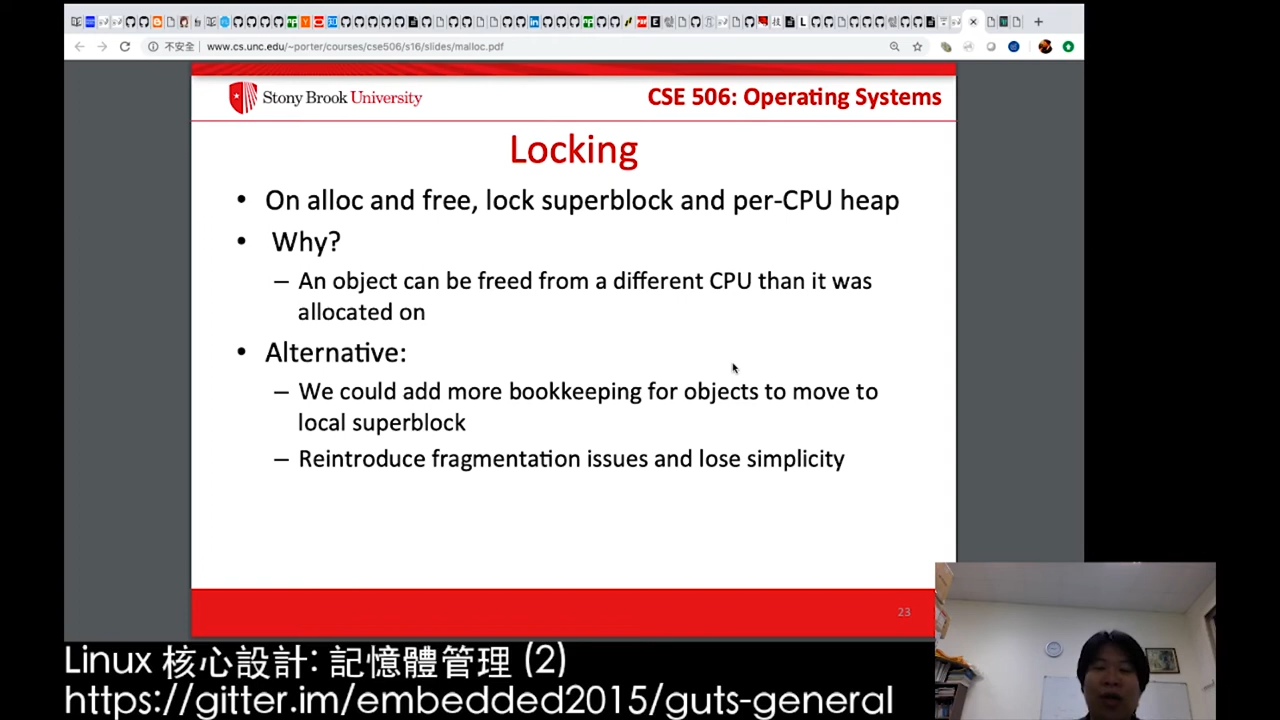 不安全 www.cs.unc.edu/~porter/courses/cse506/s16/slides/malloc.pdf
Stony Brook University
CSE 506: Operating Systems
Locking
• On alloc and free, lock superblock and per-CPU heap
• Why?
– An object can be freed from a different CPU than it was
allocated on
• Alternative:
– We could add more bookkeeping for objects to move to
local superblock
– Reintroduce fragmentation issues and lose simplicity
23
Linux 核心設計: 記憶體管理 (2)
https://gitter.im/embedded2015/guts-general